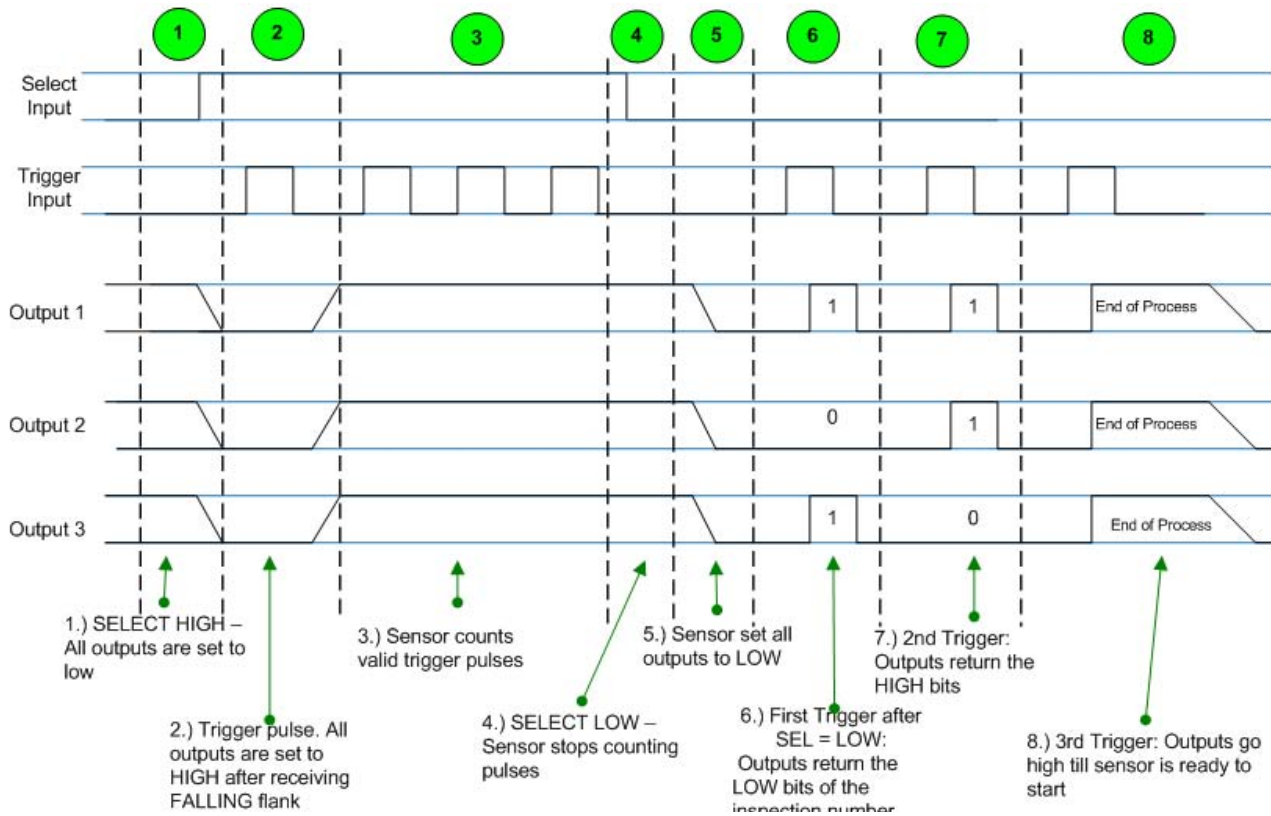 1 2 3 4 5 6 7 8
Select
Input
Trigger
Input
Output 1
1
1
End of Process
Output 2
0
1
End of Process
Output 3
1
0
End of Process
1.) SELECT HIGH –
All outputs are set to
low
2.) Trigger pulse. All
outputs are set to
HIGH after receiving
FALLING flank
3.) Sensor counts
valid trigger pulses
4.) SELECT LOW –
Sensor stops counting
pulses
5.) Sensor set all
outputs to LOW
6.) First Trigger after
SEL = LOW:
Outputs return the
LOW bits of the
inspection number
7.) 2nd Trigger:
Outputs return the
HIGH bits
8.) 3rd Trigger: Outputs go
high till sensor is ready to
start